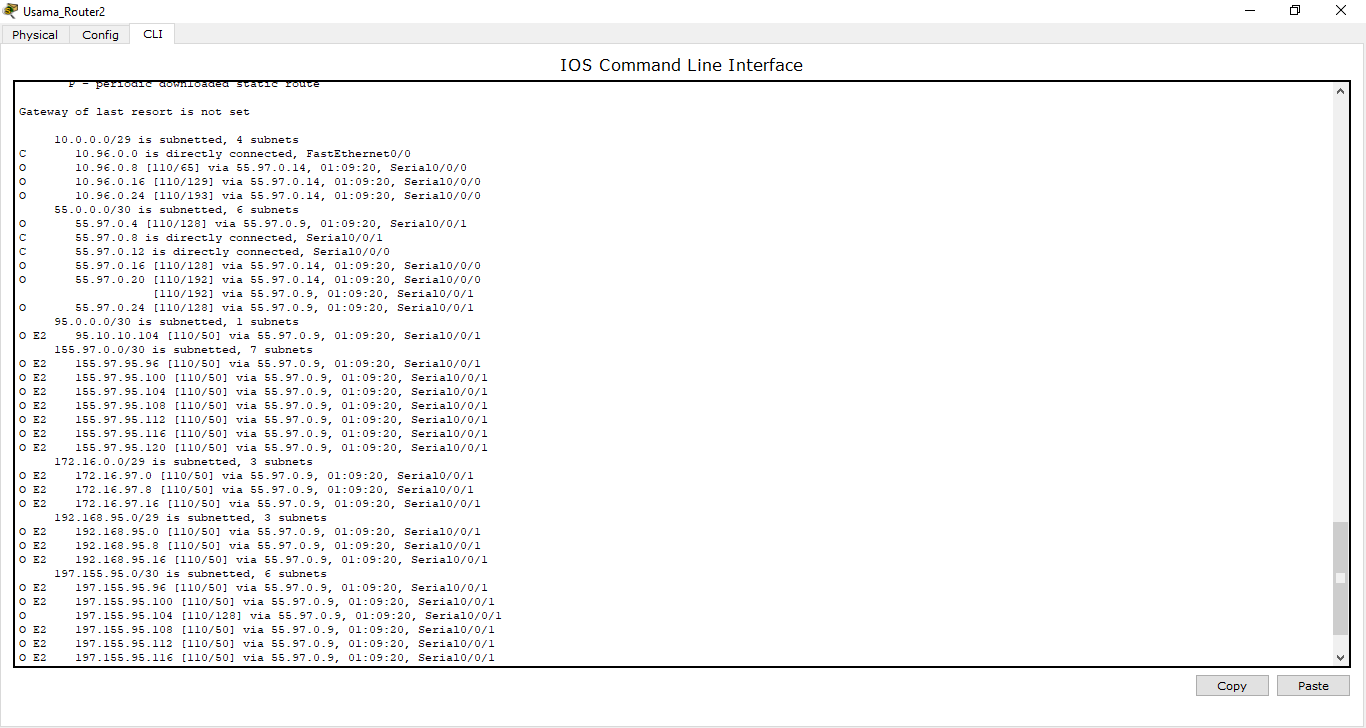 Usama_Router2
Physical Config CLI
IOS Command Line Interface
P - periodic downloaded static route
Gateway of last resort is not set
10.0.0.0/29 is subnetted, 4 subnets
C 10.96.0.0 is directly connected, FastEthernet0/0
O 10.96.0.8 [110/65] via 55.97.0.14, 01:09:20, Serial0/0/0
O 10.96.0.16 [110/129] via 55.97.0.14, 01:09:20, Serial0/0/0
O 10.96.0.24 [110/193] via 55.97.0.14, 01:09:20, Serial0/0/0
55.0.0.0/30 is subnetted, 6 subnets
O 55.97.0.4 [110/128] via 55.97.0.9, 01:09:20, Serial0/0/1
C 55.97.0.8 is directly connected, Serial0/0/1
C 55.97.0.12 is directly connected, Serial0/0/0
O 55.97.0.16 [110/128] via 55.97.0.14, 01:09:20, Serial0/0/0
O 55.97.0.20 [110/192] via 55.97.0.14, 01:09:20, Serial0/0/0
[110/192] via 55.97.0.9, 01:09:20, Serial0/0/1
O 55.97.0.24 [110/128] via 55.97.0.9, 01:09:20, Serial0/0/1
95.0.0.0/30 is subnetted, 1 subnets
O E2 95.10.10.104 [110/50] via 55.97.0.9, 01:09:20, Serial0/0/1
155.97.0.0/30 is subnetted, 7 subnets
O E2 155.97.95.96 [110/50] via 55.97.0.9, 01:09:20, Serial0/0/1
O E2 155.97.95.100 [110/50] via 55.97.0.9, 01:09:20, Serial0/0/1
O E2 155.97.95.104 [110/50] via 55.97.0.9, 01:09:20, Serial0/0/1
O E2 155.97.95.108 [110/50] via 55.97.0.9, 01:09:20, Serial0/0/1
O E2 155.97.95.112 [110/50] via 55.97.0.9, 01:09:20, Serial0/0/1
O E2 155.97.95.116 [110/50] via 55.97.0.9, 01:09:20, Serial0/0/1
O E2 155.97.95.120 [110/50] via 55.97.0.9, 01:09:20, Serial0/0/1
172.16.0.0/29 is subnetted, 3 subnets
O E2 172.16.97.0 [110/50] via 55.97.0.9, 01:09:20, Serial0/0/1
O E2 172.16.97.8 [110/50] via 55.97.0.9, 01:09:20, Serial0/0/1
O E2 172.16.97.16 [110/50] via 55.97.0.9, 01:09:20, Serial0/0/1
192.168.95.0/29 is subnetted, 3 subnets
O E2 192.168.95.0 [110/50] via 55.97.0.9, 01:09:20, Serial0/0/1
O E2 192.168.95.8 [110/50] via 55.97.0.9, 01:09:20, Serial0/0/1
O E2 192.168.95.16 [110/50] via 55.97.0.9, 01:09:20, Serial0/0/1
197.155.95.0/30 is subnetted, 6 subnets
O E2 197.155.95.96 [110/50] via 55.97.0.9, 01:09:20, Serial0/0/1
O E2 197.155.95.100 [110/50] via 55.97.0.9, 01:09:20, Serial0/0/1
O 197.155.95.104 [110/128] via 55.97.0.9, 01:09:20, Serial0/0/1
O E2 197.155.95.108 [110/50] via 55.97.0.9, 01:09:20, Serial0/0/1
O E2 197.155.95.112 [110/50] via 55.97.0.9, 01:09:20, Serial0/0/1
O E2 197.155.95.116 [110/50] via 55.97.0.9, 01:09:20, Serial0/0/1
Copy Paste